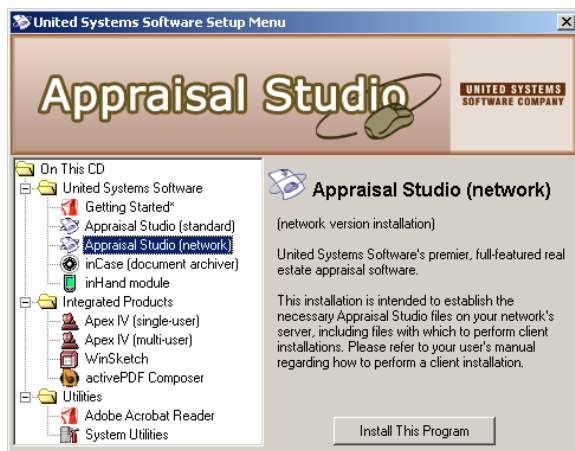 United Systems Software Setup Menu
Appraisal Studio
UNITED SYSTEMS
SOFTWARE COMPANY
On This CD
United Systems Software
Getting Started*
Appraisal Studio (standard)
Appraisal Studio (network)
inCase (document archiver)
inHand module
Integrated Products
Apex IV (single-user)
Apex IV (multi-user)
WinSketch
activePDF Composer
Utilities
Adobe Acrobat Reader
System Utilities
Appraisal Studio (network)
(network version installation)
United Systems Software's premier, full-featured real
estate appraisal software.
This installation is intended to establish the
necessary Appraisal Studio files on your network's
server, including files with which to perform client
installations. Please refer to your user's manual
regarding how to perform a client installation.
Install This Program